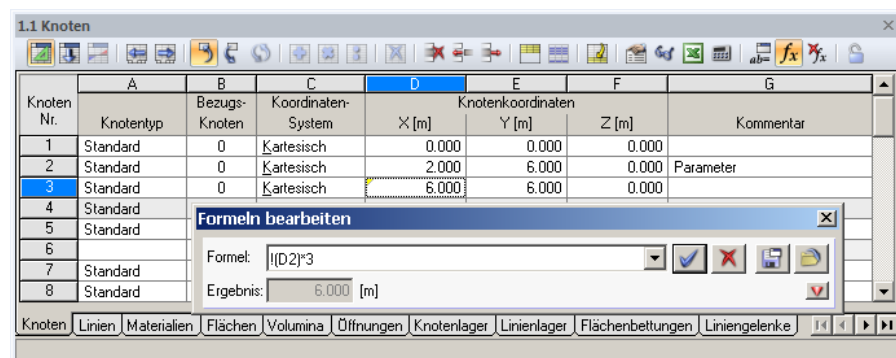 1.1 Knoten
ab= fx fx
A B C D E F G
Knoten Bezugs- Koordinaten- Knotenkoordinaten
Nr. Knotentyp Knoten System X [m] Y [m] Z [m] Kommentar
1 Standard 0 Kartesisch 0.000 0.000 0.000
2 Standard 0 Kartesisch 2.000 6.000 0.000 Parameter
3 Standard 0 Kartesisch 6.000 6.000 0.000
4 Standard
5 Standard
6
7 Standard
8 Standard
Formeln bearbeiten
Formel: !(D2)*3
Ergebnis: 6.000 [m]
Knoten Linien Materialien Flächen Volumina Öffnungen Knotenlager Linienlager Flächenbettungen Liniengelenke